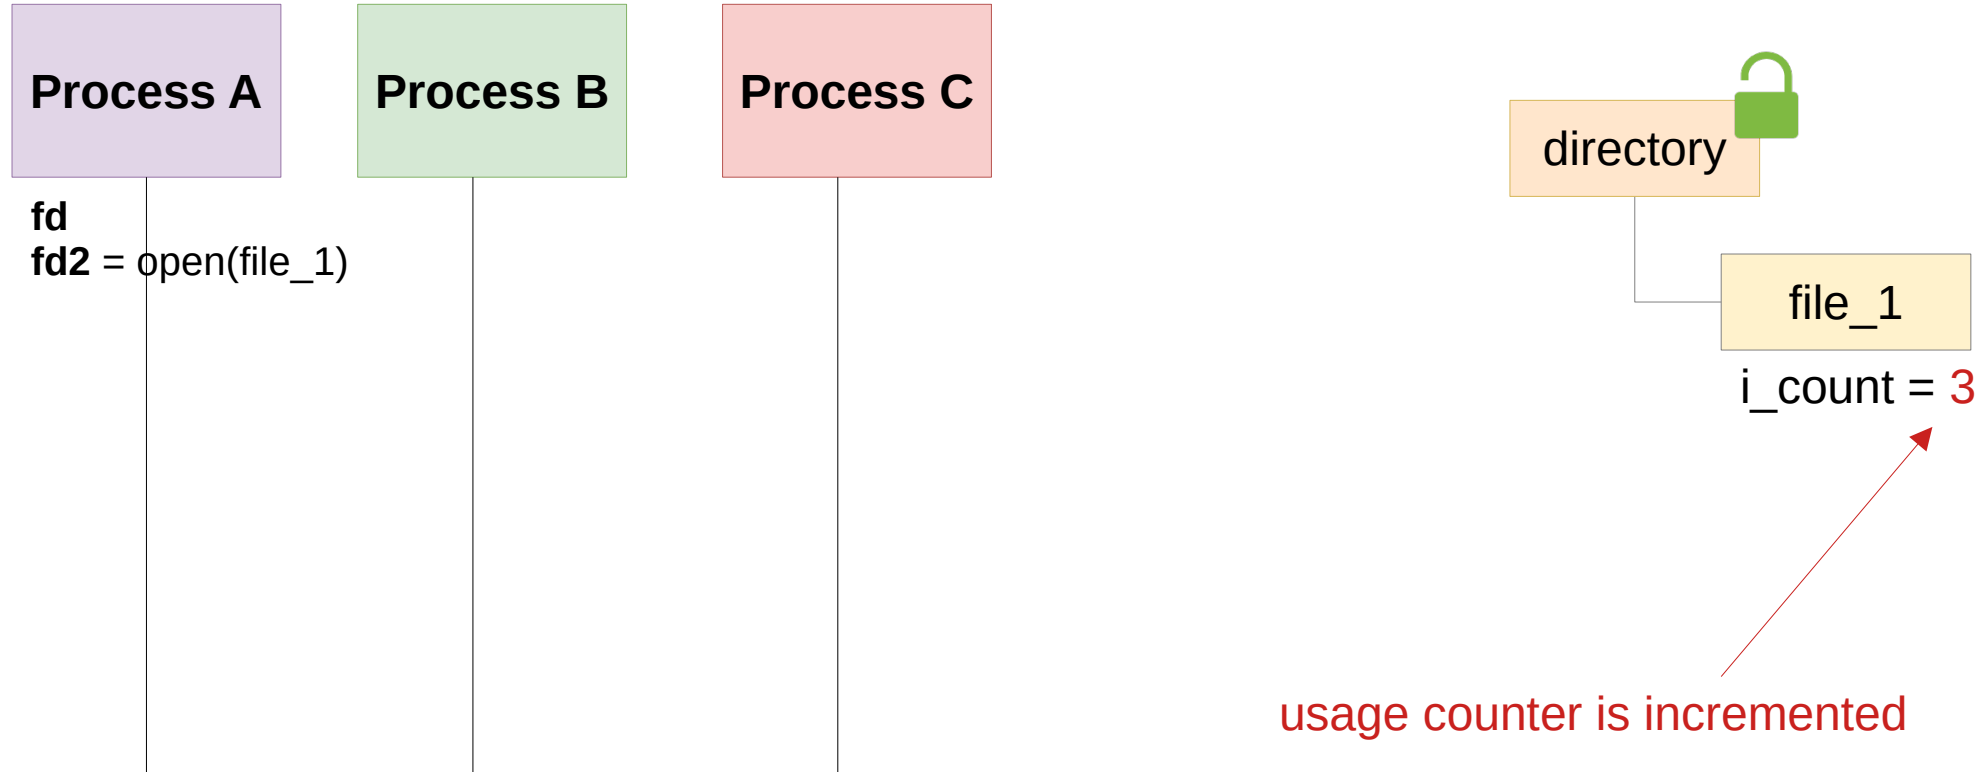 Process A
Process B
Process C
fd
fd2 = open(file_1)
directory
file_1
i_count = 3
usage counter is incremented